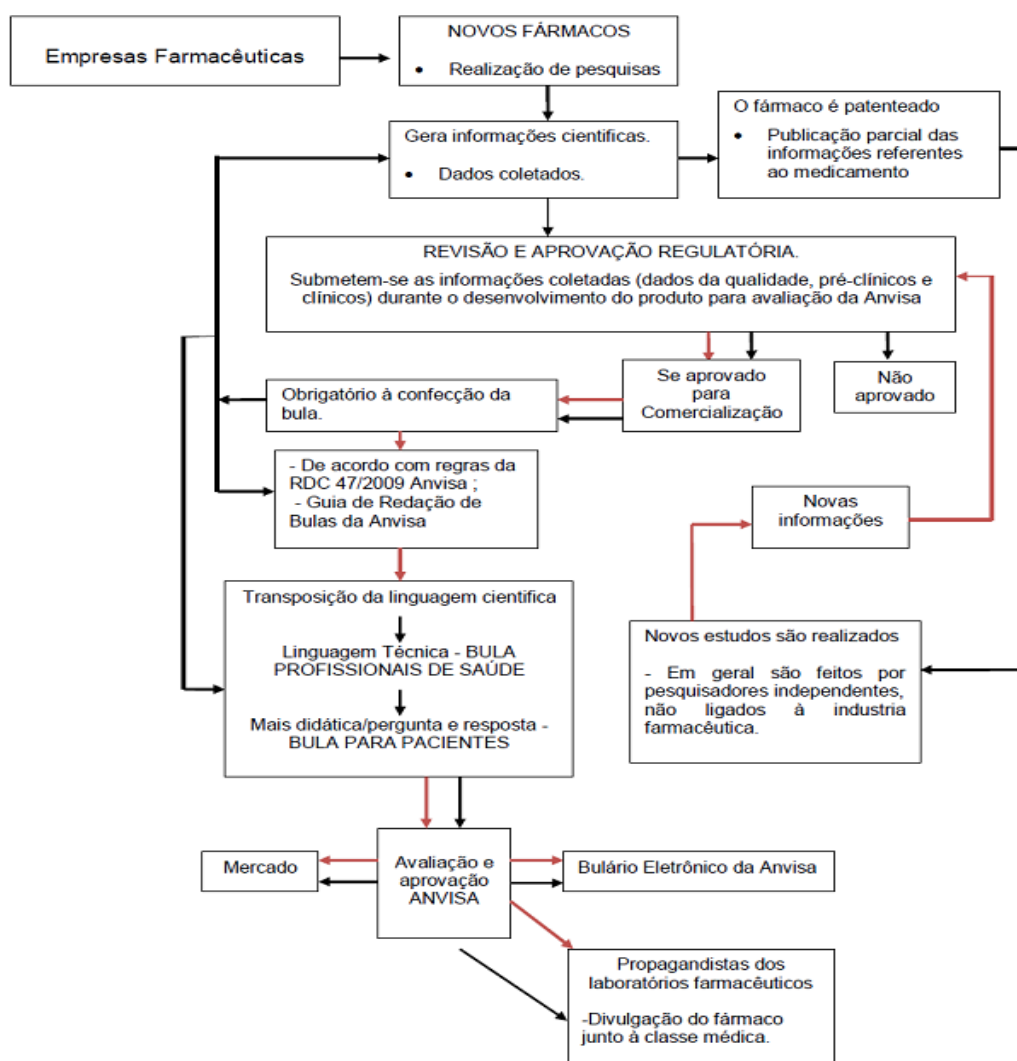 Empresas Farmacêuticas
NOVOS FÁRMACOS
• Realização de pesquisas
Gera informações cientificas.
• Dados coletados.
O fármaco é patenteado
• Publicação parcial das
informações referentes
ao medicamento
REVISÃO E APROVAÇÃO REGULATÓRIA.
Submetem-se as informações coletadas (dados da qualidade, pré-clínicos e
clínicos) durante o desenvolvimento do produto para avaliação da Anvisa
Se aprovado
para
Comercialização
Não
aprovado
Obrigatório à confecção da
bula.
- De acordo com regras da
RDC 47/2009 Anvisa ;
- Guia de Redação de
Bulas da Anvisa
Novas
informações
Transposição da linguagem cientifica
Linguagem Técnica - BULA
PROFISSIONAIS DE SAÚDE
Mais didática/pergunta e resposta -
BULA PARA PACIENTES
Novos estudos são realizados
- Em geral são feitos por
pesquisadores independentes,
não ligados à industria
farmacêutica.
Mercado
Avaliação e
aprovação
ANVISA
Bulário Eletrônico da Anvisa
Propagandistas dos
laboratórios farmacêuticos
-Divulgação do fármaco
junto à classe médica.